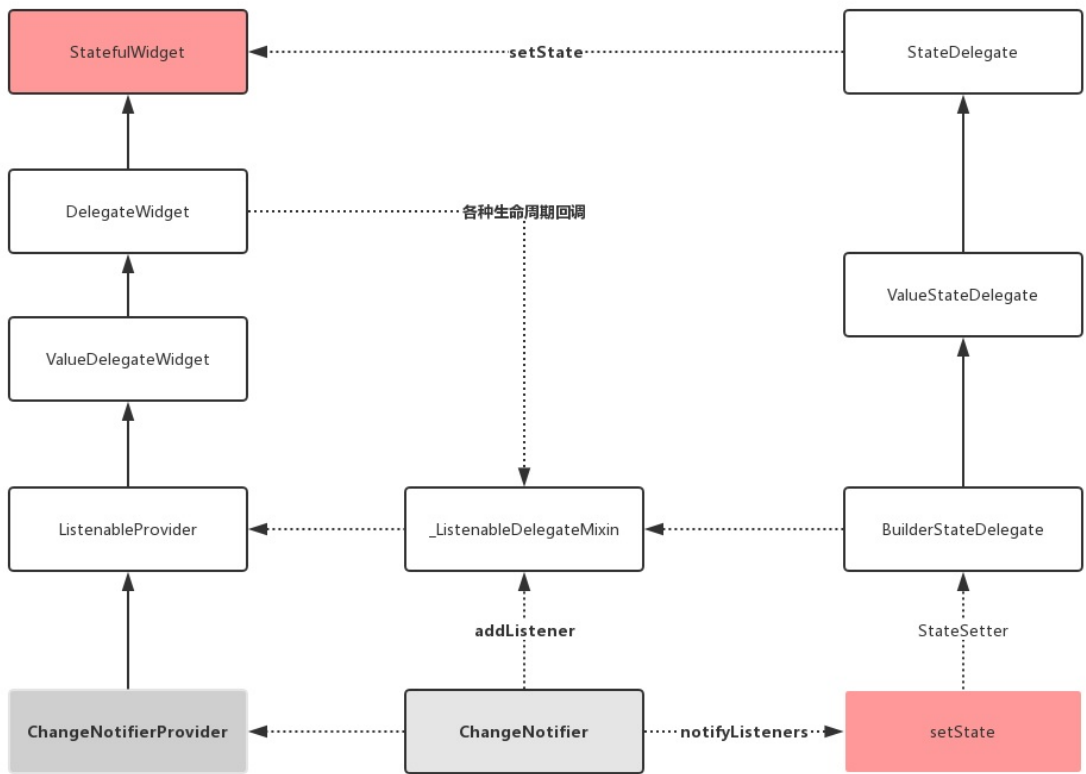 StatefulWidget
setState
StateDelegate
DelegateWidget
各种生命周期回调
ValueStateDelegate
ValueDelegateWidget
ListenableProvider
_ListenableDelegateMixin
BuilderStateDelegate
addListener
StateSetter
ChangeNotifierProvider
ChangeNotifier
notifyListeners
setState